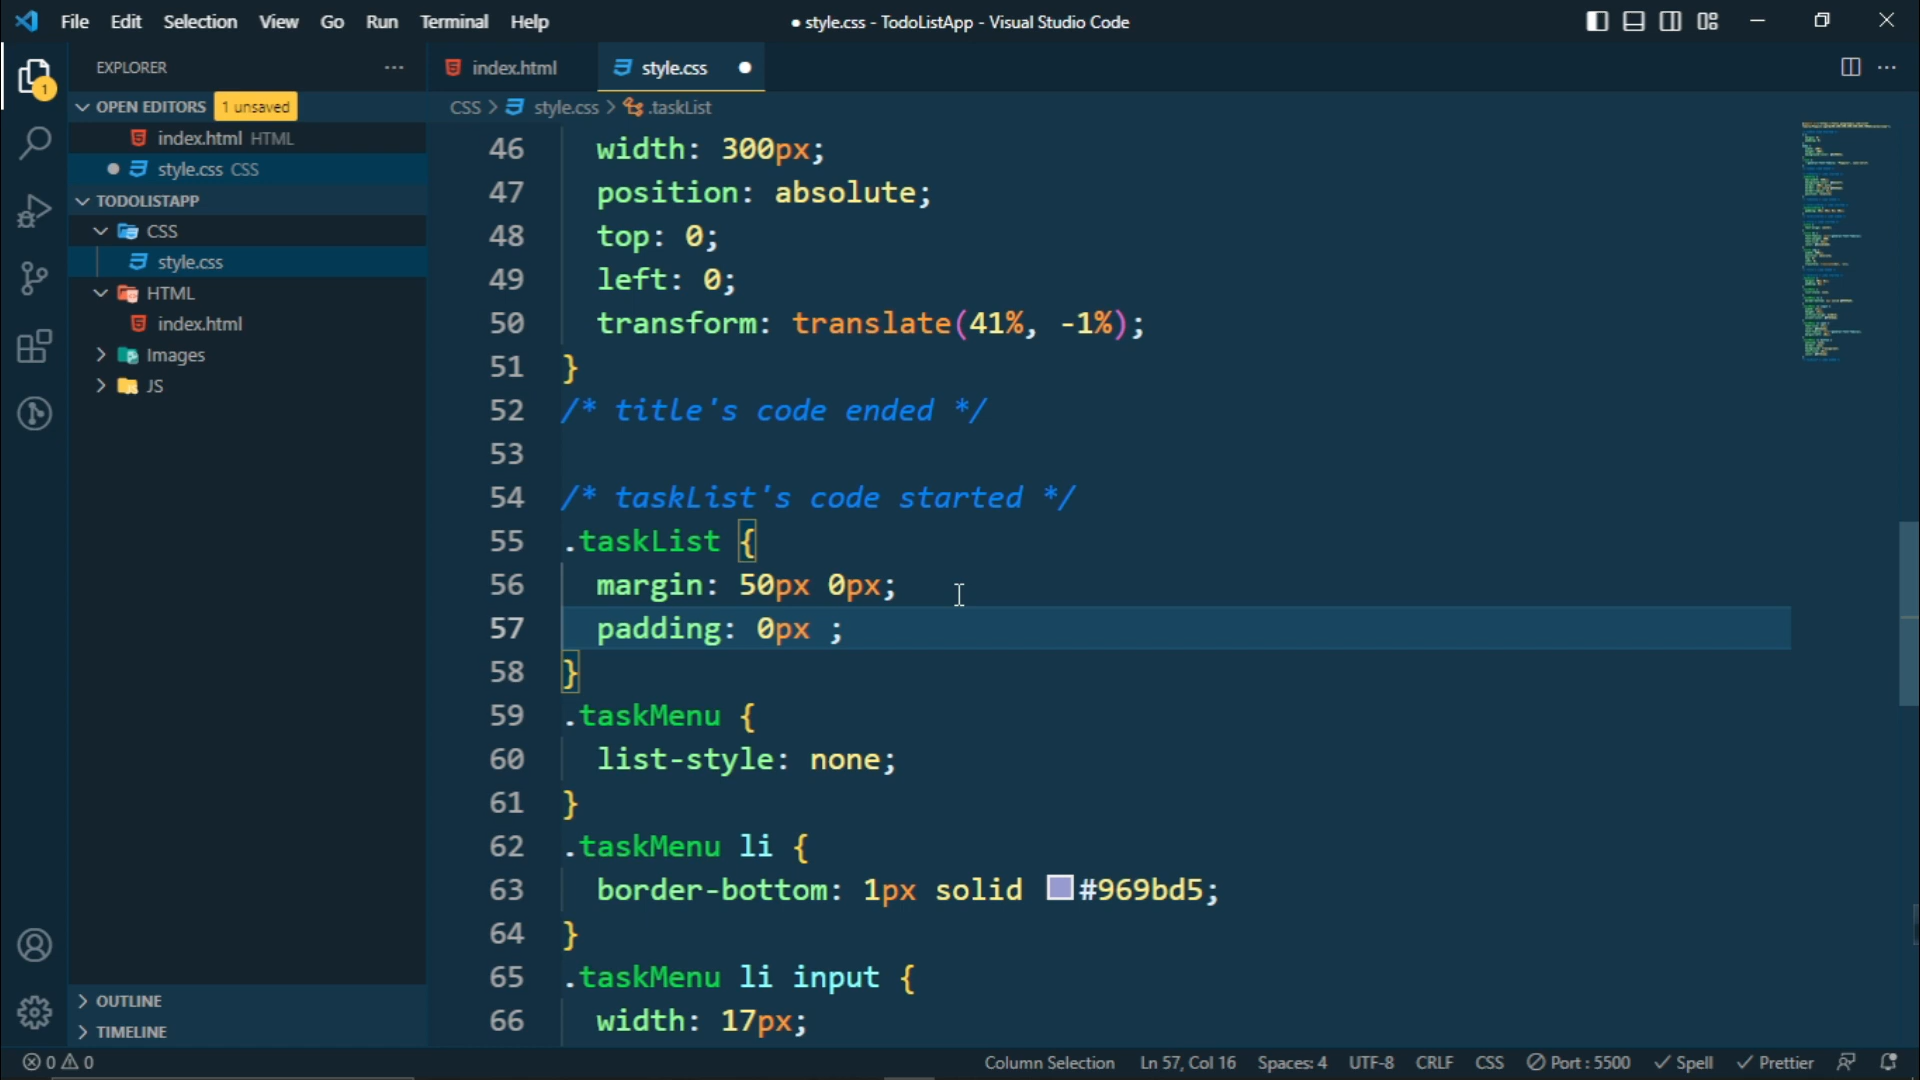 File Edit Selection View Go Run Terminal Help
● style.css - TodoListApp - Visual Studio Code
EXPLORER
OPEN EDITORS 1 unsaved
index.html HTML
style.css CSS
TODOLISTAPP
CSS
style.css
HTML
index.html
Images
JS
OUTLINE
TIMELINE
1
index.html
style.css
CSS > style.css > .taskList
46 width: 300px;
47 position: absolute;
48 top: 0;
49 left: 0;
50 transform: translate(41%, -1%);
51 }
52 /* title's code ended */
53
54 /* taskList's code started */
55 .taskList {
56 margin: 50px 0px;
57 padding: 0px ;
58 }
59 .taskMenu {
60 list-style: none;
61 }
62 .taskMenu li {
63 border-bottom: 1px solid #969bd5;
64 }
65 .taskMenu li input {
66 width: 17px;
0 0
Column Selection Ln 57, Col 16 Spaces: 4 UTF-8 CRLF CSS Port : 5500 Spell Prettier